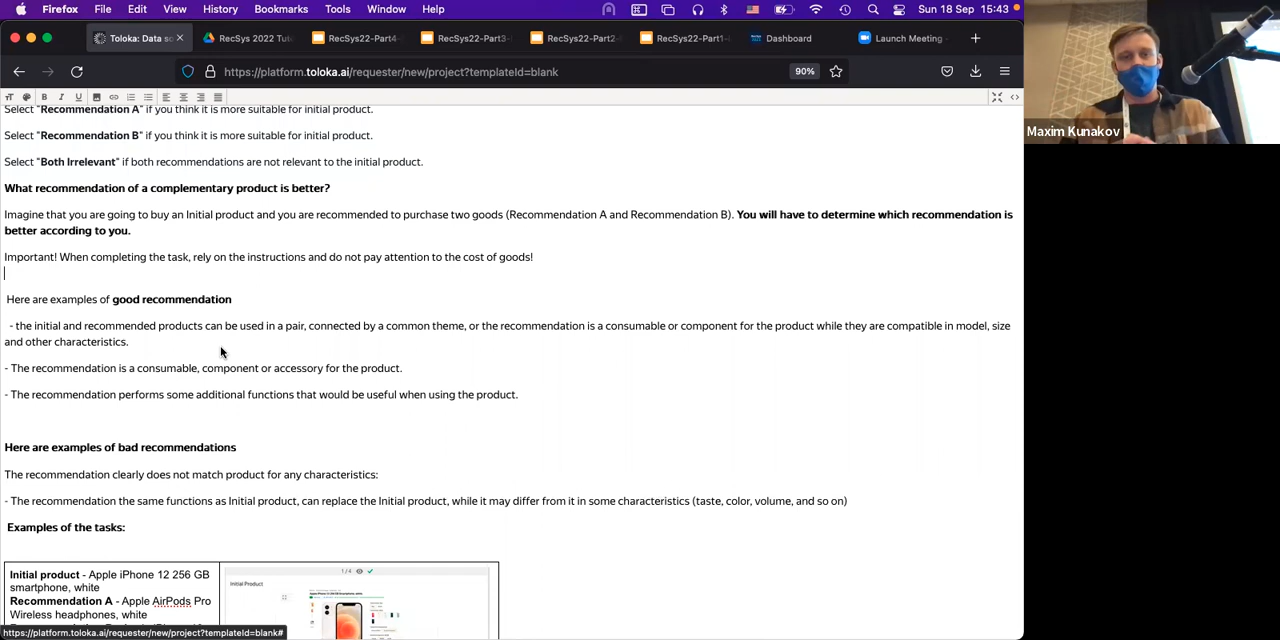 Firefox File Edit View History Bookmarks Tools Window Help Sun 18 Sep 15:43
Toloka: Data so RecSys 2022 Tuto RecSys22-Part4- RecSys22-Part3- RecSys22-Part2- RecSys22-Part1- Dashboard Launch Meeting -
https://platform.toloka.ai/requester/new/project?templateId=blank 90%
Select "Recommendation A" if you think it is more suitable for initial product.
Select "Recommendation B" if you think it is more suitable for initial product.
Select "Both Irrelevant" if both recommendations are not relevant to the initial product.
What recommendation of a complementary product is better?
Imagine that you are going to buy an Initial product and you are recommended to purchase two goods (Recommendation A and Recommendation B). You will have to determine which recommendation is
better according to you.
Important! When completing the task, rely on the instructions and do not pay attention to the cost of goods!
Here are examples of good recommendation
- the initial and recommended products can be used in a pair, connected by a common theme, or the recommendation is a consumable or component for the product while they are compatible in model, size
and other characteristics.
- The recommendation is a consumable, component or accessory for the product.
- The recommendation performs some additional functions that would be useful when using the product.
Here are examples of bad recommendations
The recommendation clearly does not match product for any characteristics:
- The recommendation the same functions as Initial product, can replace the Initial product, while it may differ from it in some characteristics (taste, color, volume, and so on)
Examples of the tasks:
Initial product - Apple iPhone 12 256 GB
smartphone, white
Recommendation A - Apple AirPods Pro
Wireless headphones, white
1/4
Initial Product
https://platform.toloka.ai/requester/new/project?templateId=blank#
Maxim Kunakov